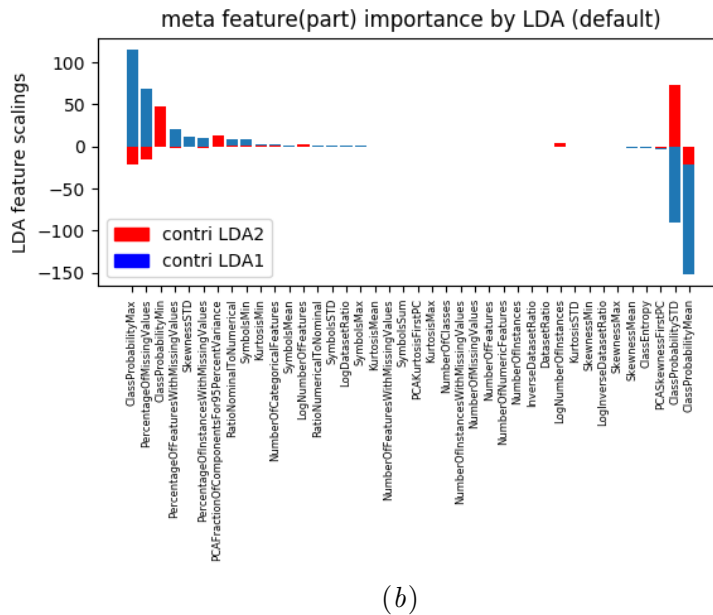 meta feature(part) importance by LDA (default)
LDA feature scalings
100
50
0
−50
−100
−150
contri LDA2
contri LDA1
ClassProbabilityMax
PercentageOfMissingValues
ClassProbabilityMin
PercentageOfFeaturesWithMissingValues
SkewnessSTD
PercentageOfInstancesWithMissingValues
PCAFractionOfComponentsFor95PercentVariance
RatioNominalToNumerical
SymbolsMin
KurtosisMin
NumberOfCategoricalFeatures
SymbolsMean
LogNumberOfFeatures
RatioNumericalToNominal
SymbolsSTD
LogDatasetRatio
SymbolsMax
KurtosisMean
NumberOfFeaturesWithMissingValues
SymbolsSum
PCAKurtosisFirstPC
KurtosisMax
NumberOfClasses
NumberOfInstancesWithMissingValues
NumberOfMissingValues
NumberOfFeatures
NumberOfNumericFeatures
NumberOfInstances
InverseDatasetRatio
DatasetRatio
LogNumberOfInstances
KurtosisSTD
SkewnessMin
LogInverseDatasetRatio
SkewnessMax
SkewnessMean
ClassEntropy
PCASkewnessFirstPC
ClassProbabilitySTD
ClassProbabilityMean
(b)